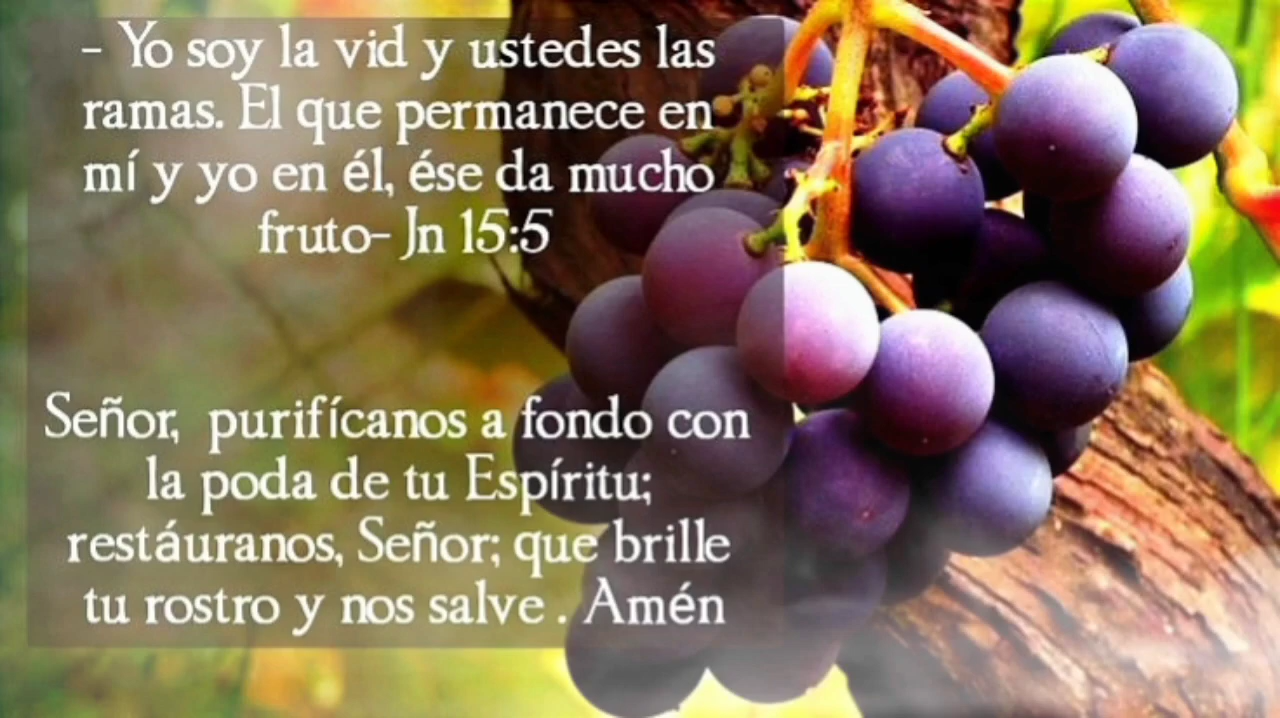 - Yo soy la vid y ustedes las
ramas. El que permanece en
mí y yo en él, ése da mucho
fruto- Jn 15:5
Señor, purifícanos a fondo con
la poda de tu Espíritu;
restáuranos, Señor; que brille
tu rostro y nos salve . Amén